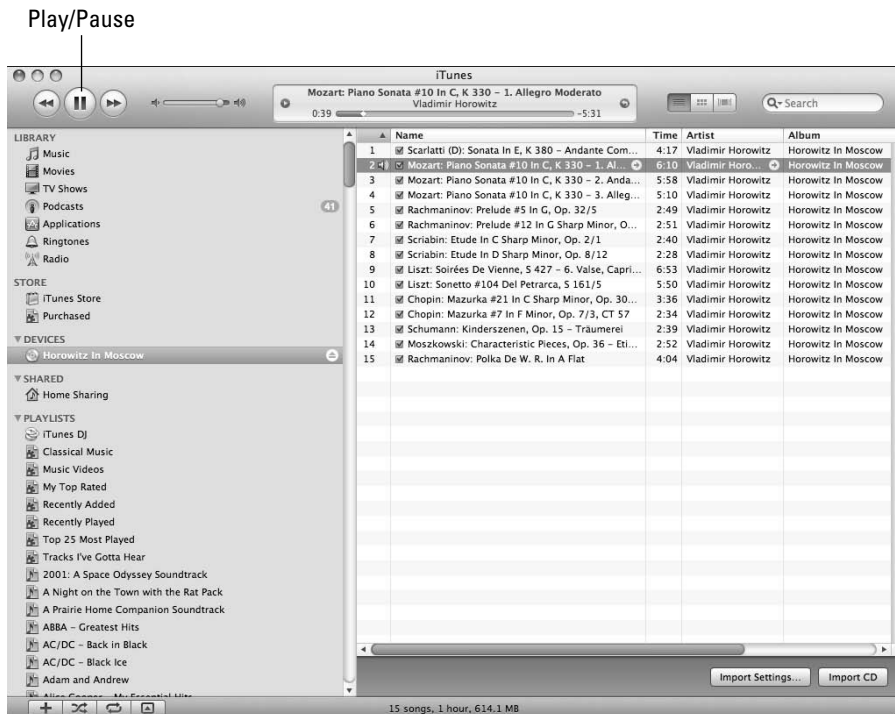 Play/Pause
iTunes
Mozart: Piano Sonata #10 In C, K 330 – 1. Allegro Moderato
Vladimir Horowitz
0:39
-5:31
Search
LIBRARY
Music
Movies
TV Shows
Podcasts
41
Applications
Ringtones
Radio
STORE
iTunes Store
Purchased
DEVICES
Horowitz In Moscow
SHARED
Home Sharing
PLAYLISTS
iTunes DJ
Classical Music
Music Videos
My Top Rated
Recently Added
Recently Played
Top 25 Most Played
Tracks I've Gotta Hear
2001: A Space Odyssey Soundtrack
A Night on the Town with the Rat Pack
A Prairie Home Companion Soundtrack
ABBA – Greatest Hits
AC/DC – Back in Black
AC/DC – Black Ice
Adam and Andrew
Name Time Artist Album
1 Scarlatti (D): Sonata In E, K 380 – Andante Com... 4:17 Vladimir Horowitz Horowitz In Moscow
2 Mozart: Piano Sonata #10 In C, K 330 – 1. Al... 6:10 Vladimir Horo... Horowitz In Moscow
3 Mozart: Piano Sonata #10 In C, K 330 – 2. Anda... 5:58 Vladimir Horowitz Horowitz In Moscow
4 Mozart: Piano Sonata #10 In C, K 330 – 3. Alleg... 5:10 Vladimir Horowitz Horowitz In Moscow
5 Rachmaninov: Prelude #5 In G, Op. 32/5 2:49 Vladimir Horowitz Horowitz In Moscow
6 Rachmaninov: Prelude #12 In G Sharp Minor, O... 2:51 Vladimir Horowitz Horowitz In Moscow
7 Scriabin: Etude In C Sharp Minor, Op. 2/1 2:40 Vladimir Horowitz Horowitz In Moscow
8 Scriabin: Etude In D Sharp Minor, Op. 8/12 2:28 Vladimir Horowitz Horowitz In Moscow
9 Liszt: Soirées De Vienne, S 427 – 6. Valse, Capri... 6:53 Vladimir Horowitz Horowitz In Moscow
10 Liszt: Sonetto #104 Del Petrarca, S 161/5 5:50 Vladimir Horowitz Horowitz In Moscow
11 Chopin: Mazurka #21 In C Sharp Minor, Op. 30... 3:36 Vladimir Horowitz Horowitz In Moscow
12 Chopin: Mazurka #7 In F Minor, Op. 7/3, CT 57 2:34 Vladimir Horowitz Horowitz In Moscow
13 Schumann: Kinderszenen, Op. 15 – Träumerei 2:39 Vladimir Horowitz Horowitz In Moscow
14 Moszkowski: Characteristic Pieces, Op. 36 – Eti... 2:52 Vladimir Horowitz Horowitz In Moscow
15 Rachmaninov: Polka De W. R. In A Flat 4:04 Vladimir Horowitz Horowitz In Moscow
Import Settings...
Import CD
15 songs, 1 hour, 614.1 MB